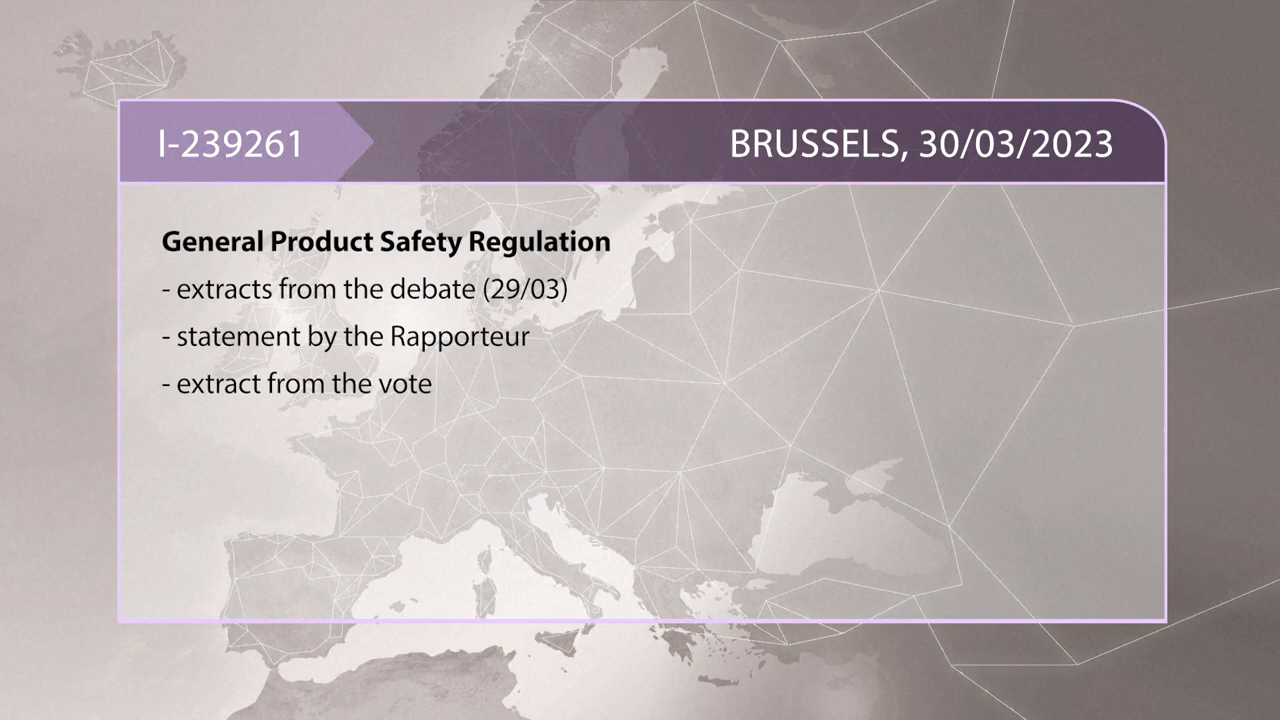 I-239261
BRUSSELS, 30/03/2023
General Product Safety Regulation
- extracts from the debate (29/03)
- statement by the Rapporteur
- extract from the vote